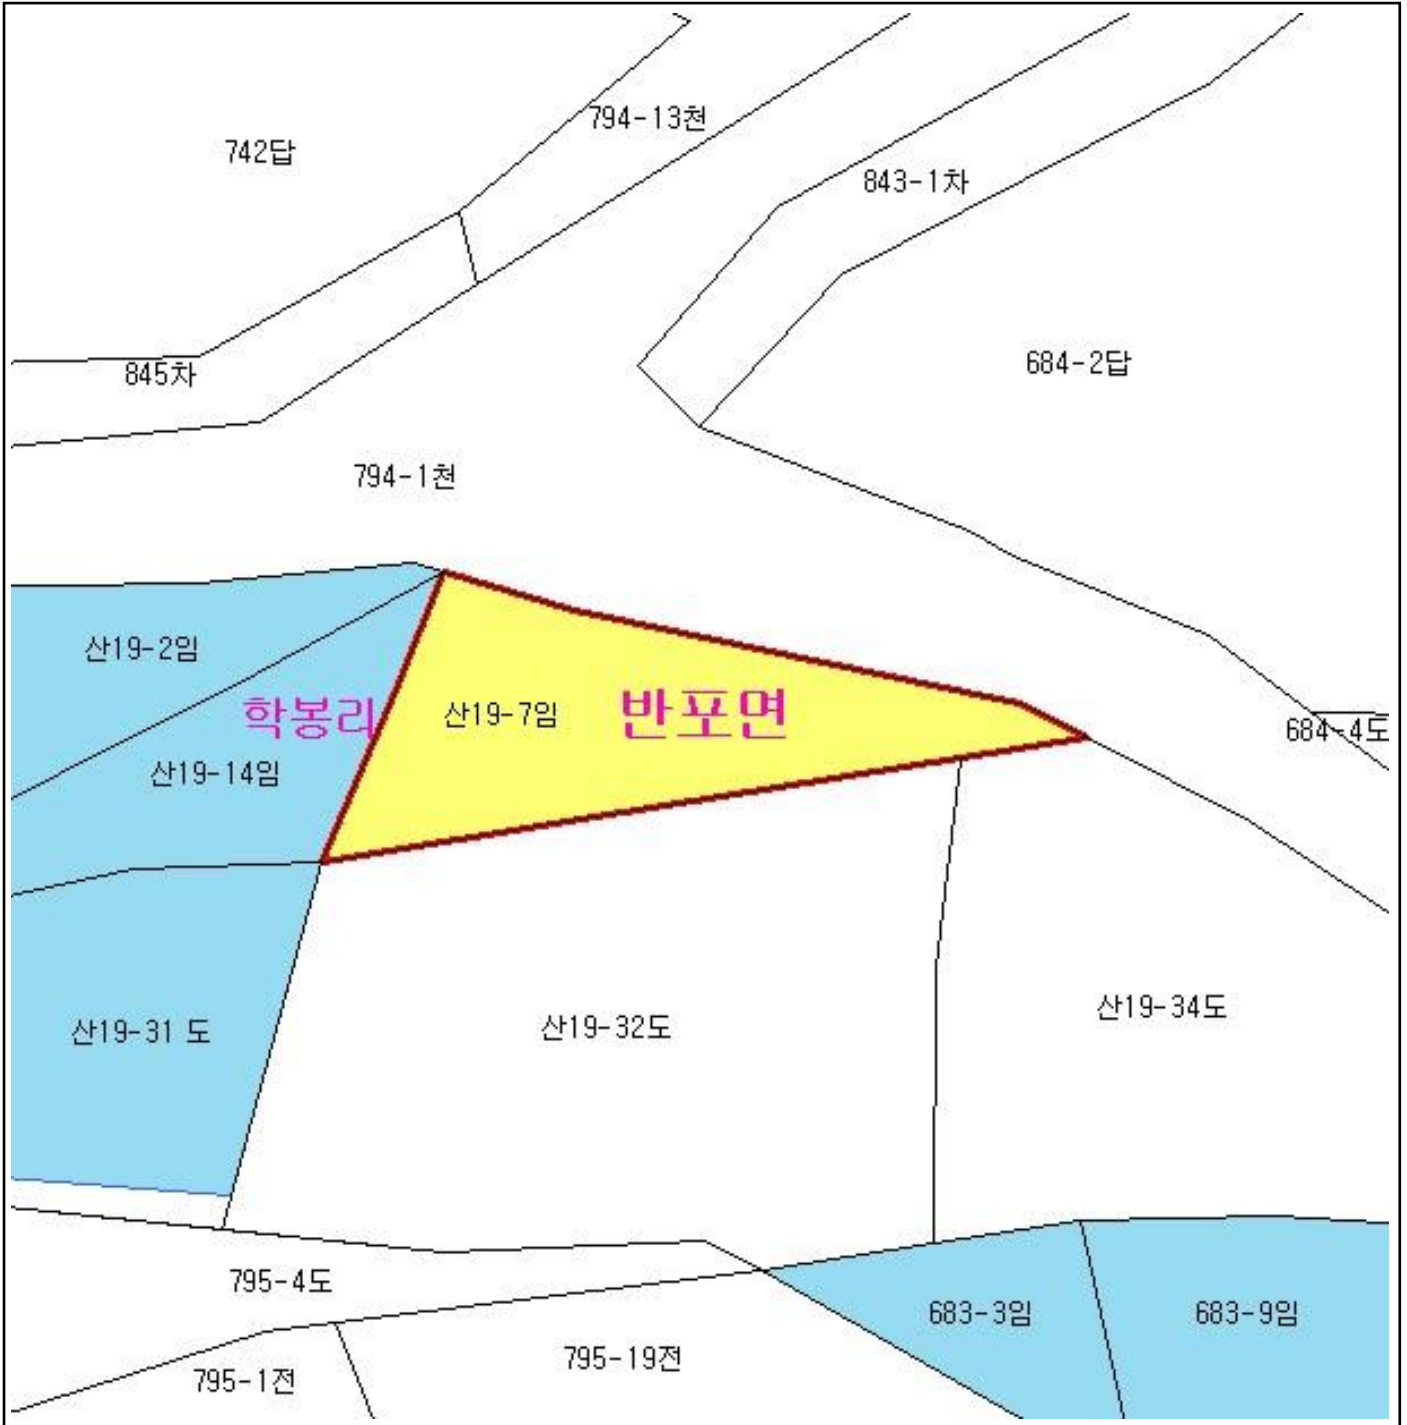 794-13천
742답
843-1차
684-2답
845차
794-1천
산19-2임
학봉리
산19-7임
반포면
684-4도
산19-14임
산19-34도
산19-31 도
산19-32도
795-4도
683-3임
683-9임
795-19전
795-1전